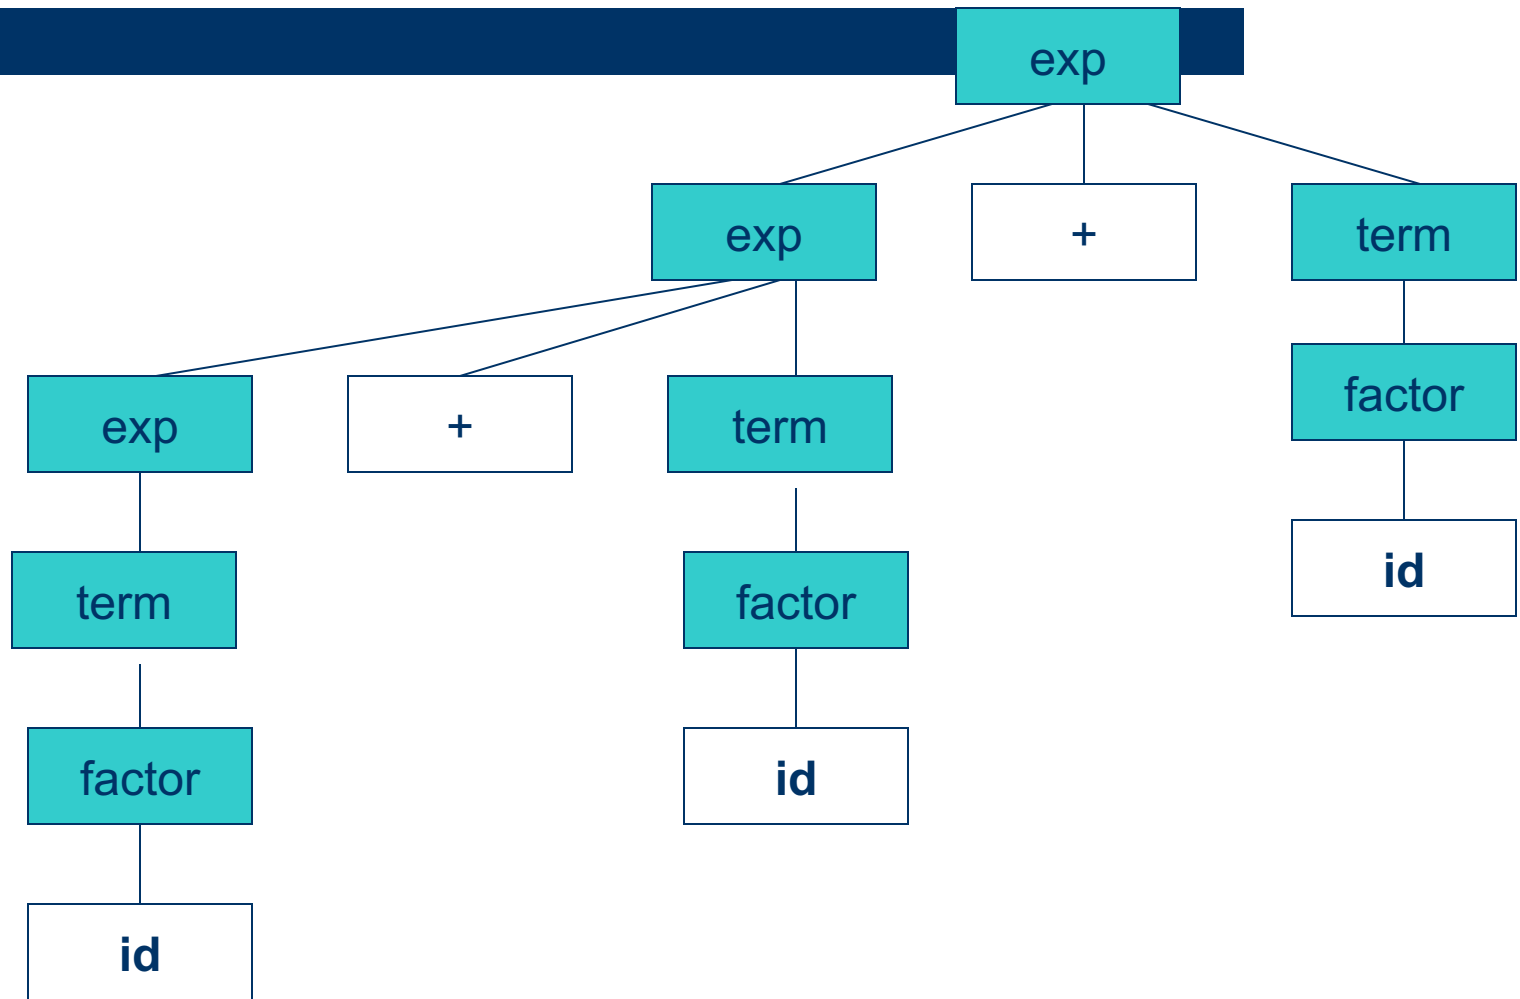 exp
exp
+
term
factor
exp
+
term
id
term
factor
factor
id
id